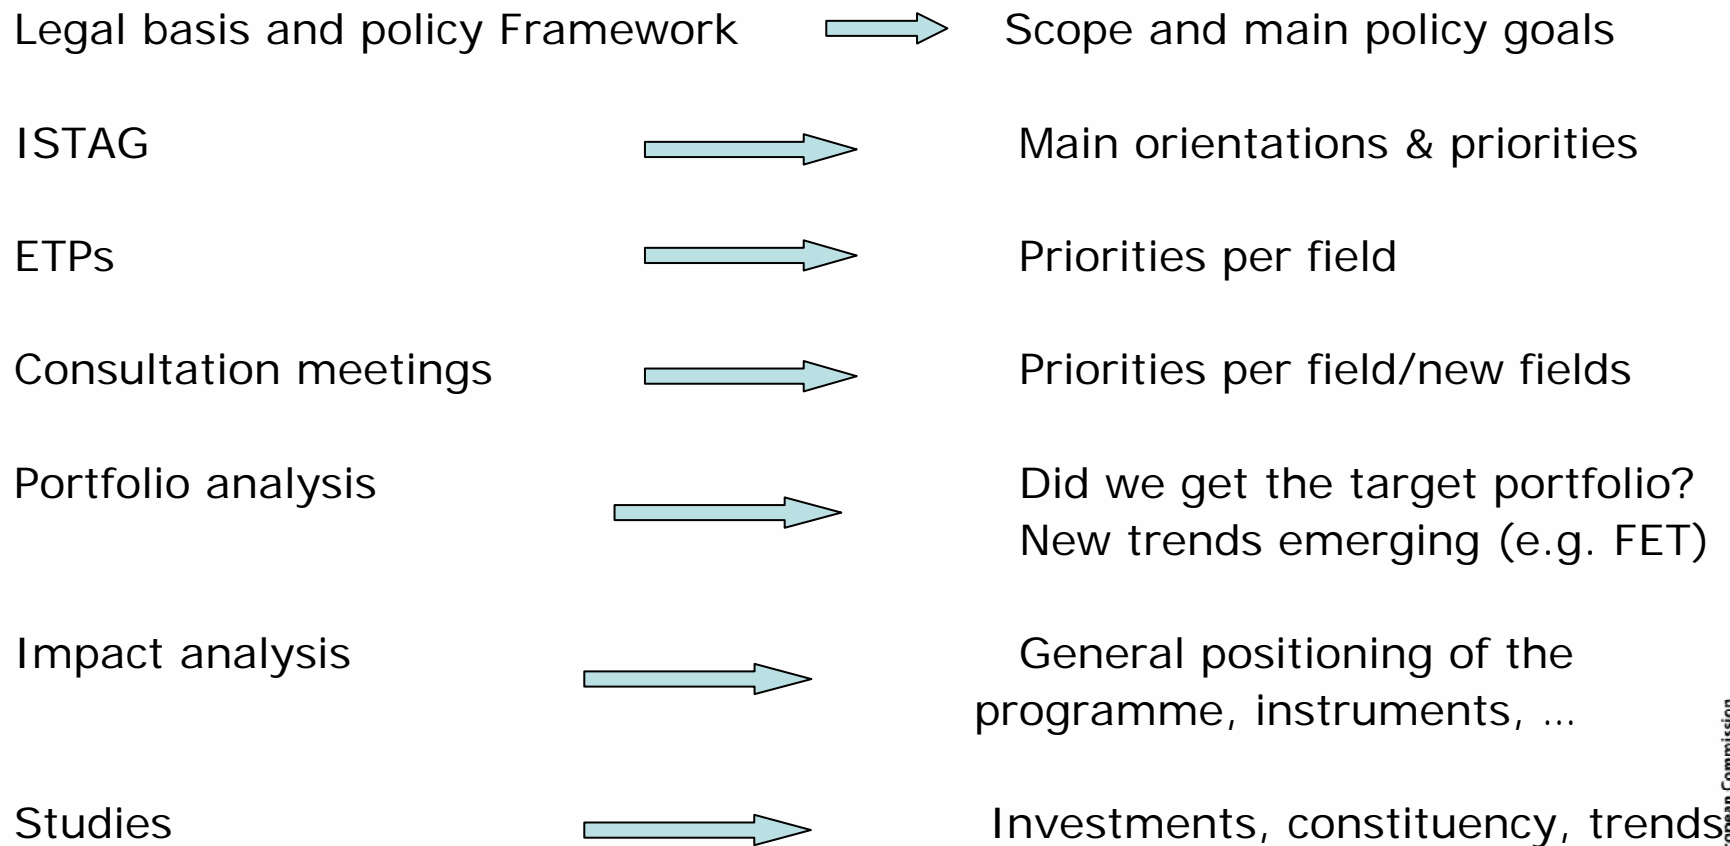 Legal basis and policy Framework Scope and main policy goals
ISTAG Main orientations & priorities
ETPs Priorities per field
Consultation meetings Priorities per field/new fields
Portfolio analysis Did we get the target portfolio?
New trends emerging (e.g. FET)
Impact analysis General positioning of the
programme, instruments, ...
Studies Investments, constituency, trends
Commission